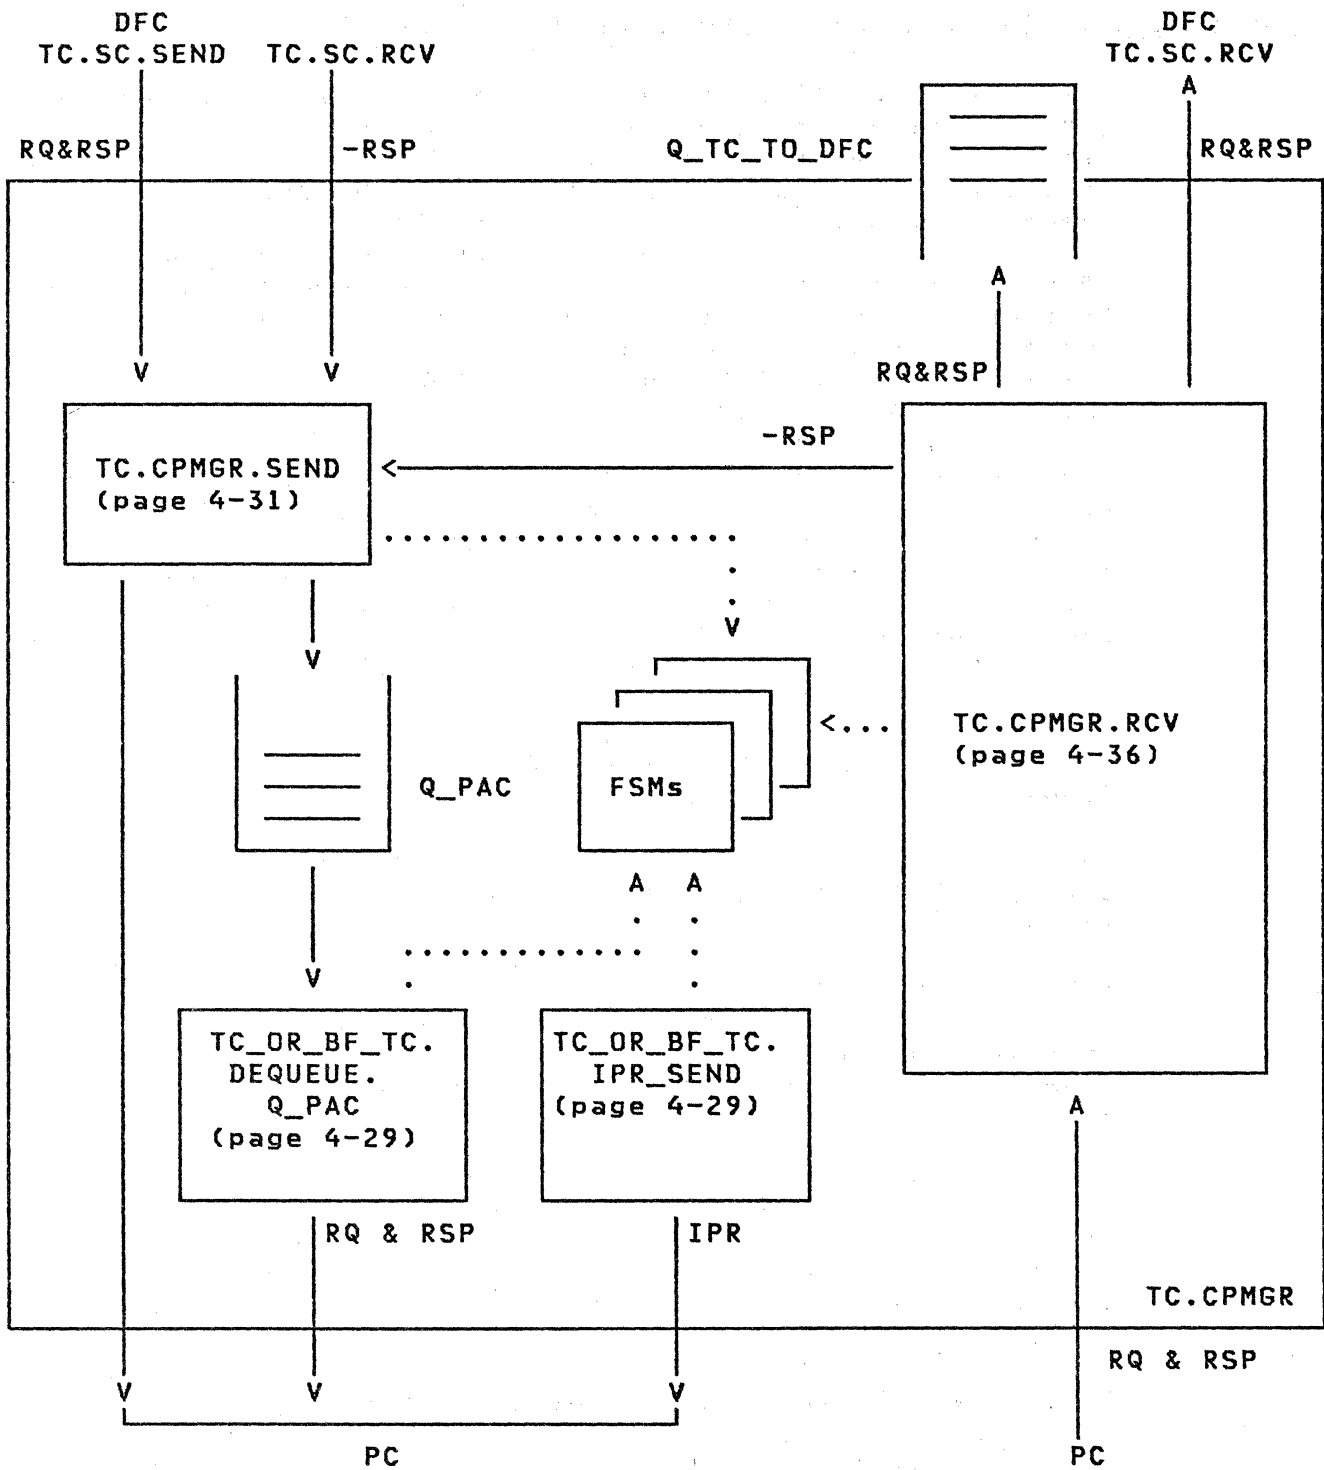 DFC
TC.SC.SEND
TC.SC.RCV
DFC
TC.SC.RCV
RQ&RSP
-RSP
Q_TC_TO_DFC
RQ&RSP
RQ&RSP
-RSP
TC.CPMGR.SEND
(page 4-31)
TC.CPMGR.RCV
(page 4-36)
Q_PAC
FSMs
TC_OR_BF_TC.
DEQUEUE.
Q_PAC
(page 4-29)
TC_OR_BF_TC.
IPR_SEND
(page 4-29)
RQ & RSP
IPR
TC.CPMGR
RQ & RSP
PC
PC